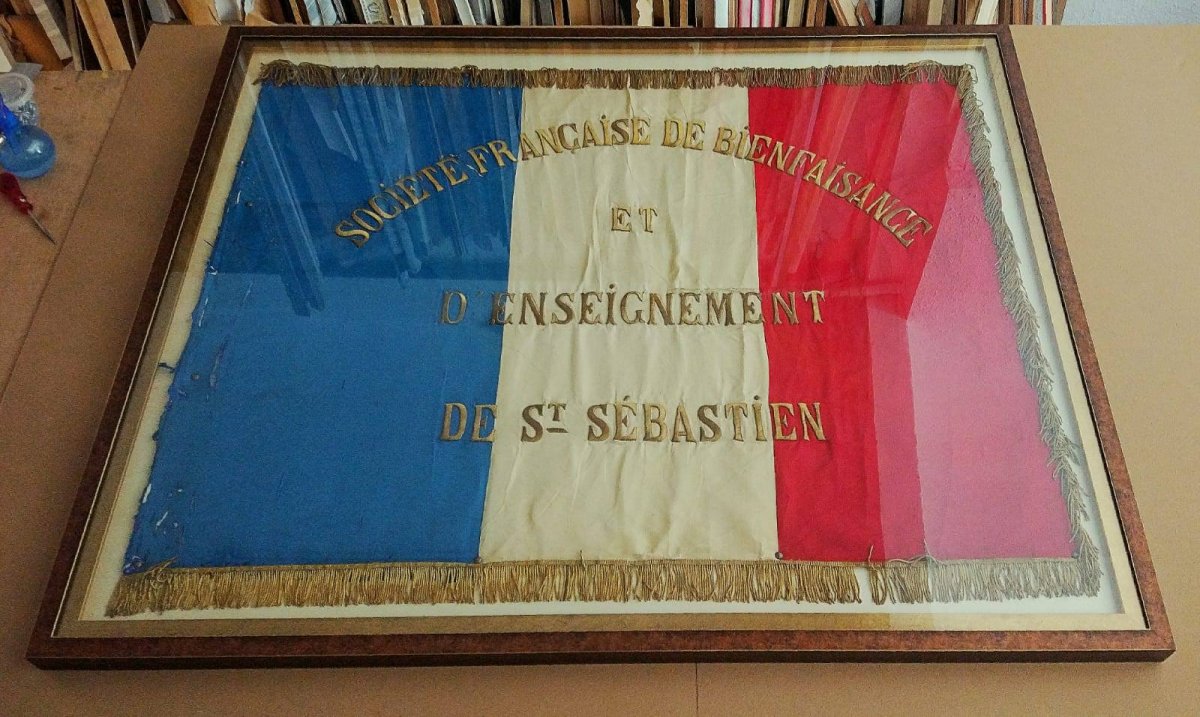 SOCiÉTÉ FRANÇAiSE DE BiENFAiSANCE
ET
D'ENSEiGNEMENT
DE ST SÉBASTiEN